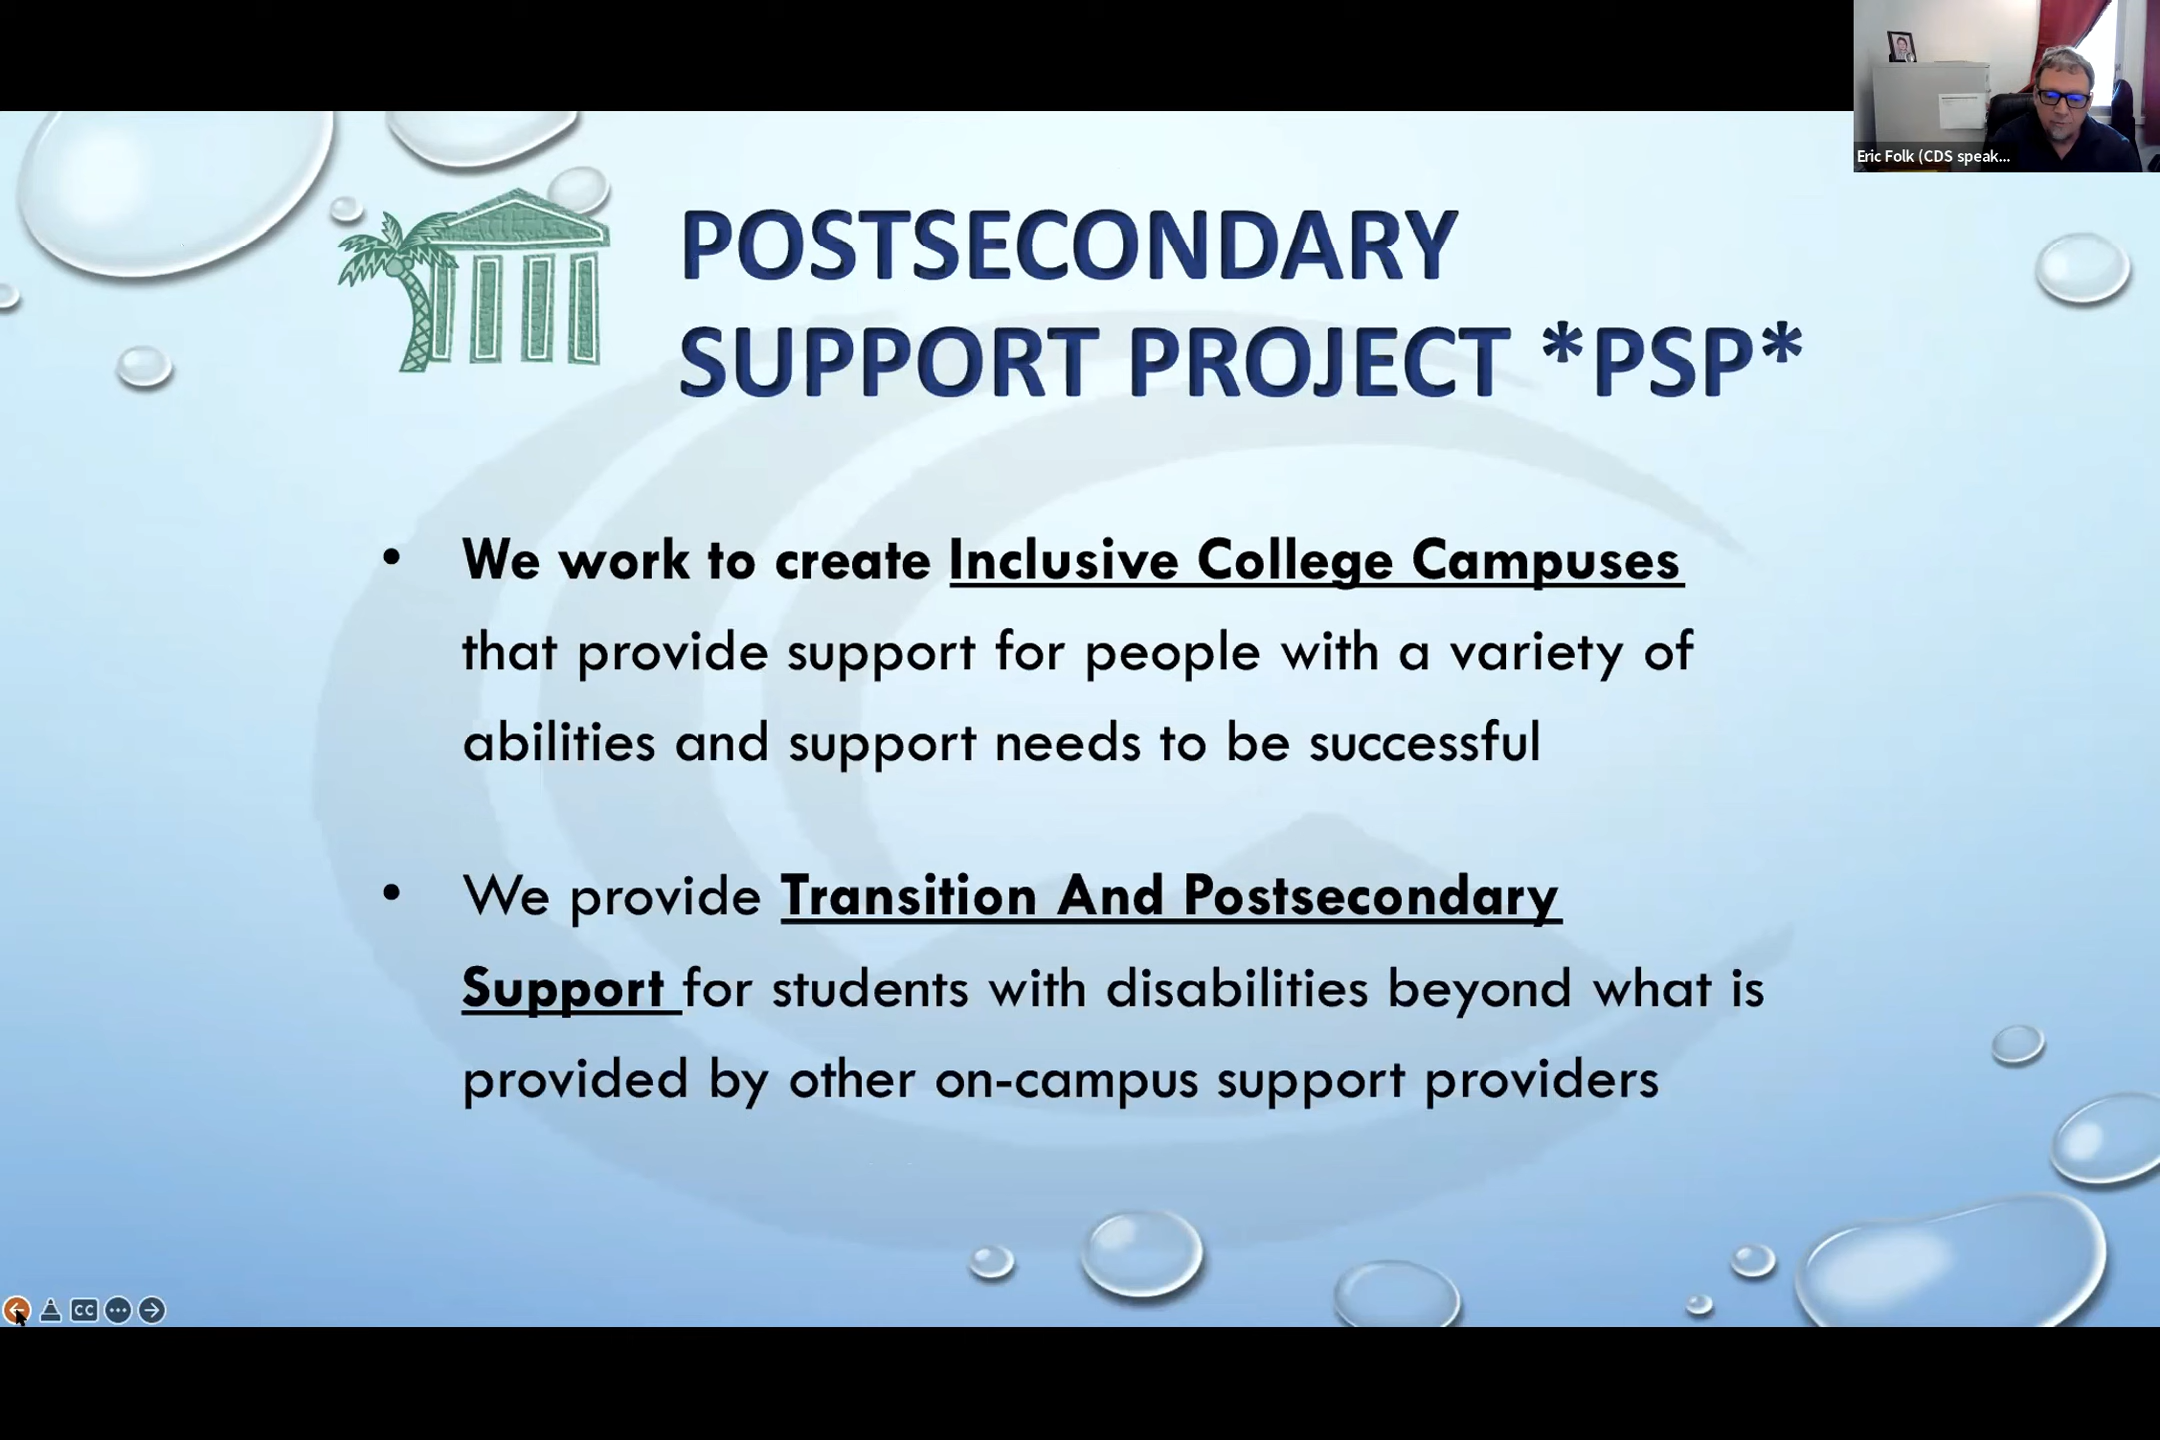 Eric Folk (CDS speak...
POSTSECONDARY
SUPPORT PROJECT *PSP*
• We work to create Inclusive College Campuses
that provide support for people with a variety of
abilities and support needs to be successful
• We provide Transition And Postsecondary
Support for students with disabilities beyond what is
provided by other on-campus support providers
CC